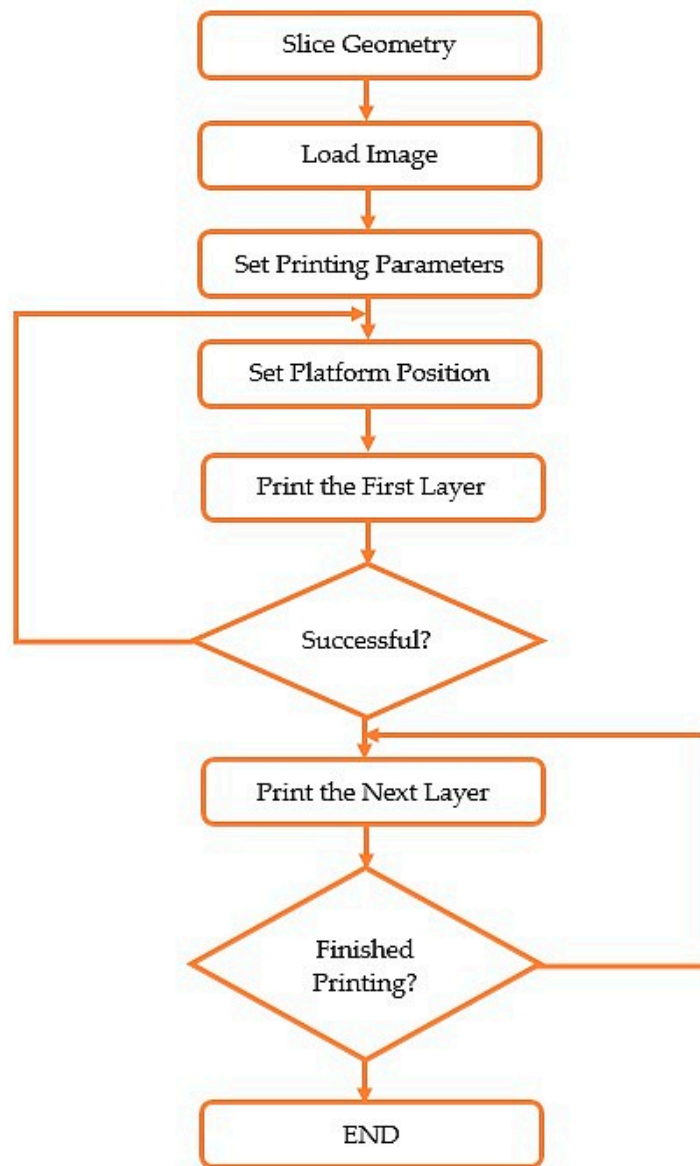 Slice Geometry
Load Image
Set Printing Parameters
Set Platform Position
Print the First Layer
Successful?
Print the Next Layer
Finished
Printing?
END